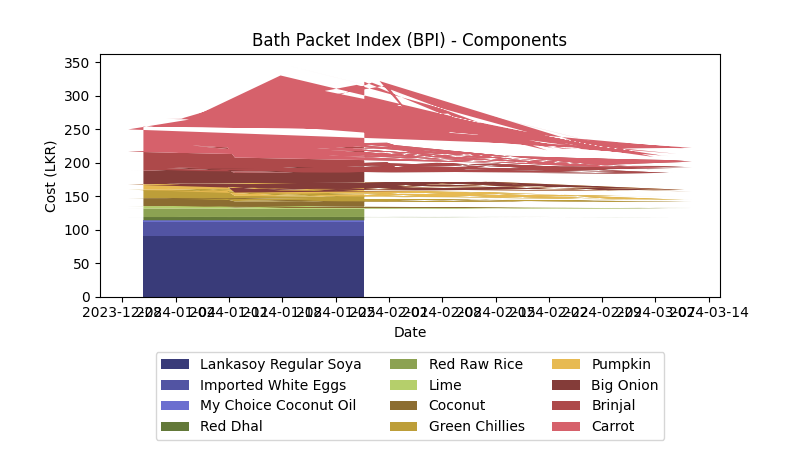 Bath Packet Index (BPI) - Components
350
300
250
200
150
100
50
0
Cost (LKR)
2023-12-28 2024-01-04 2024-01-11 2024-01-18 2024-01-25 2024-02-01 2024-02-08 2024-02-15 2024-02-22 2024-02-29 2024-03-07 2024-03-14
Date
Lankasoy Regular Soya
Imported White Eggs
My Choice Coconut Oil
Red Dhal
Red Raw Rice
Lime
Coconut
Green Chillies
Pumpkin
Big Onion
Brinjal
Carrot